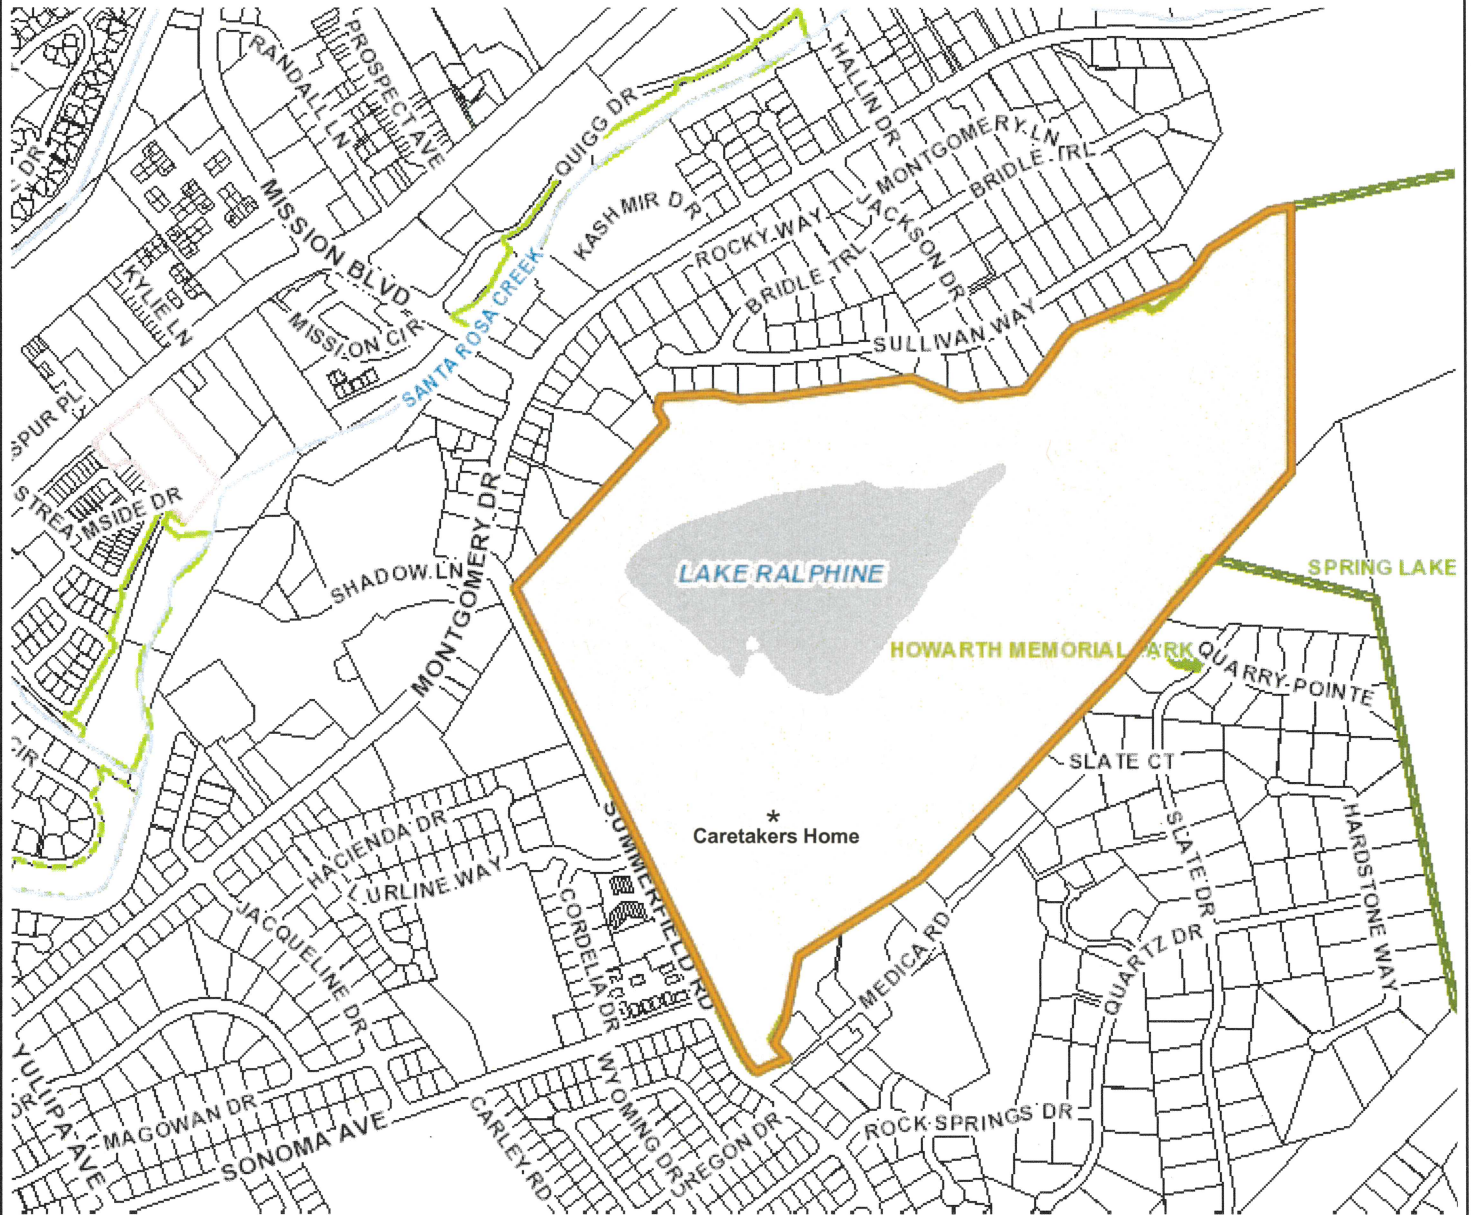 RANDALL LN
PROSPECT AVE
HALLIN DR
QUIGG DR
DR
MONTGOMERY LN
BRIDLE TRL
KASHMIR DR
JACKSON DR
ROCKY WAY
MISSION BLVD
BRIDLE TRL
KYLIE LN
SANTA ROSA CREEK
MISSION CIR
SULLIVAN WAY
SPUR PL
STREAMSIDE DR
MONTGOMERY DR
SHADOW LN
LAKE RALPHINE
SPRING LAKE
HOWARTH MEMORIAL PARK
QUARRY POINTE
CIR
SLATE CT
SUMMERFIELD RD
*
Caretakers Home
HACIENDA DR
SLATE DR
HARDSTONE WAY
LURLINE WAY
CORDELIA DR
JACQUELINE DR
MEDICA RD
QUARTZ DR
YULUPA AVE
DR
MAGOWAN DR
SONOMA AVE
WYOMING DR
CARLEY RD
OREGON DR
ROCK SPRINGS DR